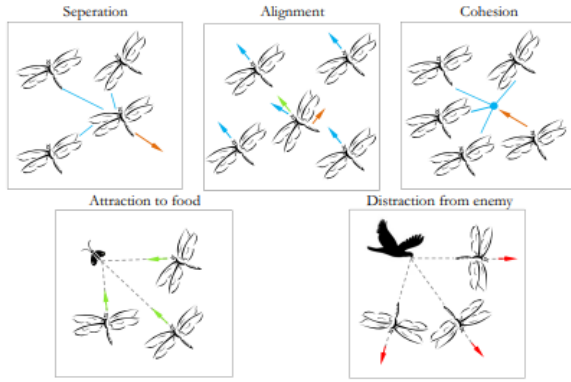 Seperation
Alignment
Cohesion
Attraction to food
Distraction from enemy